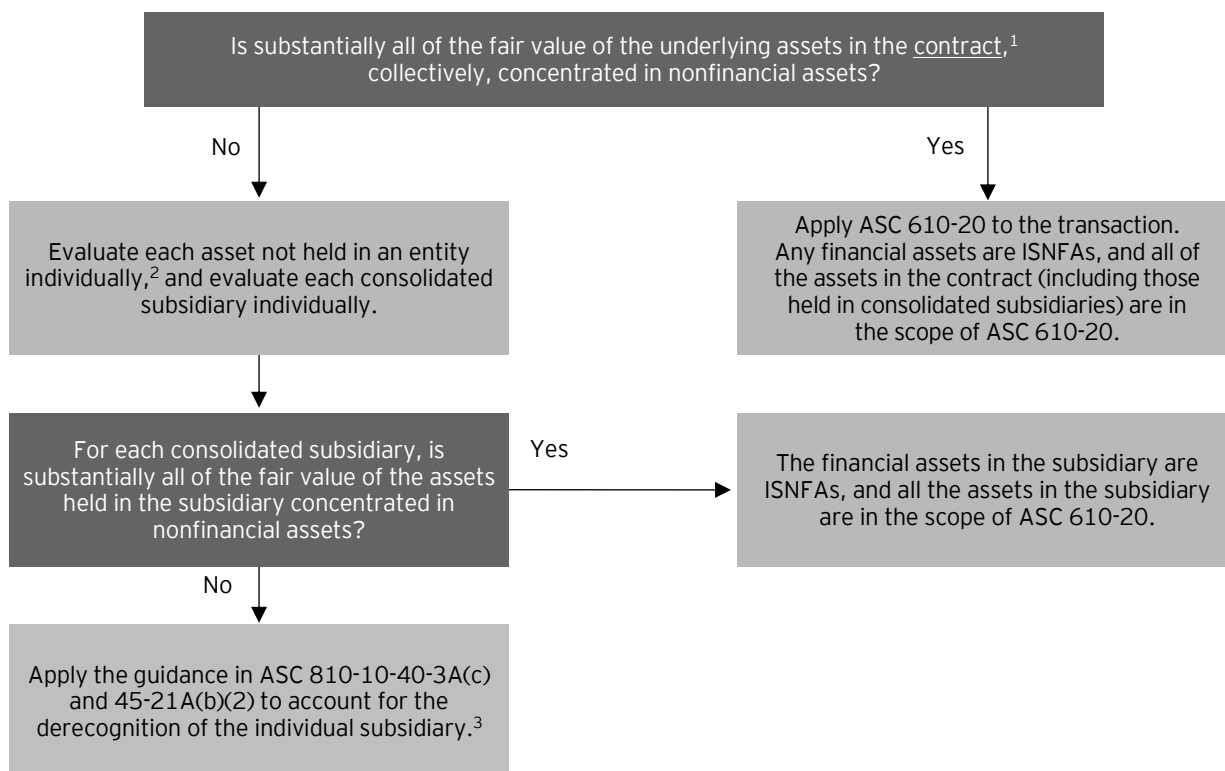 Is substantially all of the fair value of the underlying assets in the contract,1
collectively, concentrated in nonfinancial assets?
No
Yes
Evaluate each asset not held in an entity
individually,2 and evaluate each consolidated
subsidiary individually.
Apply ASC 610-20 to the transaction.
Any financial assets are ISNFAs, and all of
the assets in the contract (including those
held in consolidated subsidiaries) are in
the scope of ASC 610-20.
For each consolidated subsidiary, is
substantially all of the fair value of the assets
held in the subsidiary concentrated in
nonfinancial assets?
Yes
The financial assets in the subsidiary are
ISNFAs, and all the assets in the subsidiary
are in the scope of ASC 610-20.
No
Apply the guidance in ASC 810-10-40-3A(c)
and 45-21A(b)(2) to account for the
derecognition of the individual subsidiary.3